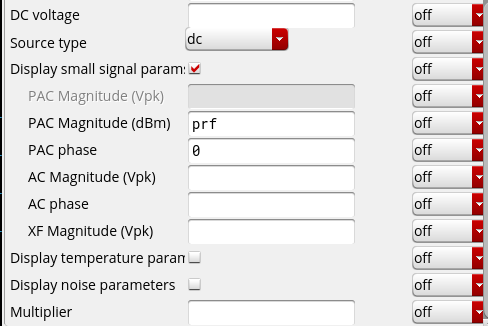 DC voltage off
Source type dc off
Display small signal params off
PAC Magnitude (Vpk) off
PAC Magnitude (dBm) prf off
PAC phase 0 off
AC Magnitude (Vpk) off
AC phase off
XF Magnitude (Vpk) off
Display temperature param off
Display noise parameters off
Multiplier off